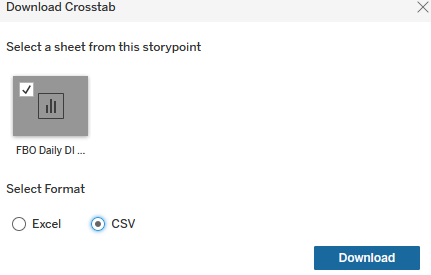 Download Crosstab
Select a sheet from this storypoint
FBO Daily DI ...
Select Format
Excel
CSV
Download